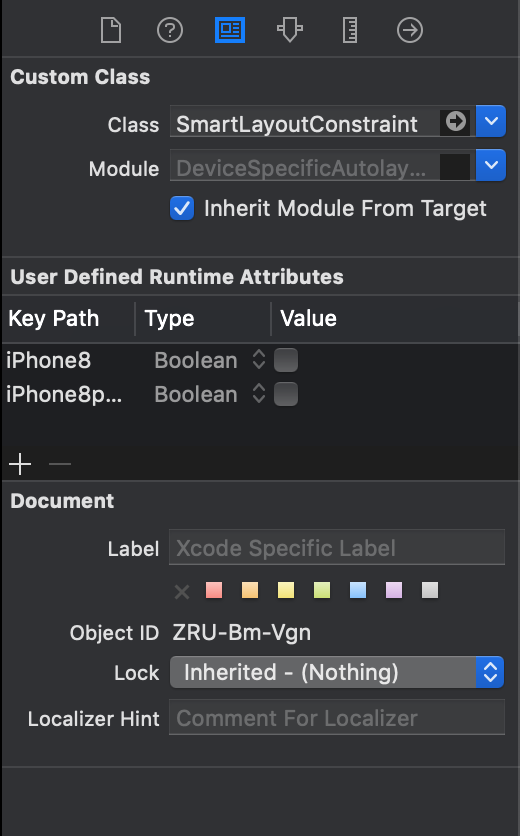 Custom Class
Class SmartLayoutConstraint
Module DeviceSpecificAutolay...
Inherit Module From Target
User Defined Runtime Attributes
Key Path Type Value
iPhone8 Boolean
iPhone8p... Boolean
Document
Label Xcode Specific Label
Object ID ZRU-Bm-Vgn
Lock Inherited - (Nothing)
Localizer Hint Comment For Localizer